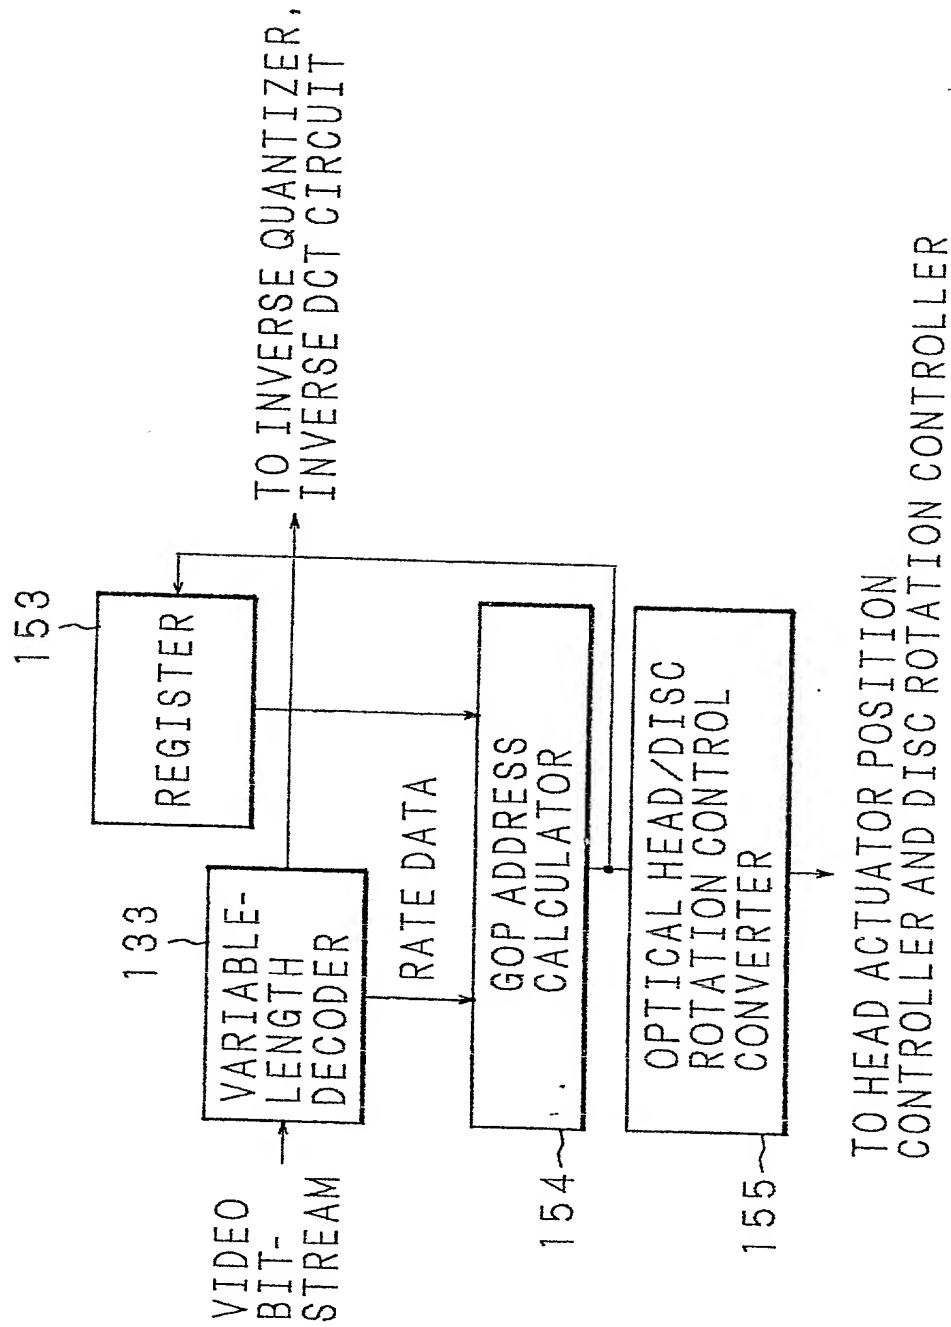 VIDEO
BIT-
STREAM
133
VARIABLE-
LENGTH
DECODER
153
REGISTER
TO INVERSE QUANTIZER,
INVERSE DCT CIRCUIT
RATE DATA
154
GOP ADDRESS
CALCULATOR
155
OPTICAL HEAD/DISC
ROTATION CONTROL
CONVERTER
TO HEAD ACTUATOR POSITION
CONTROLLER AND DISC ROTATION CONTROLLER